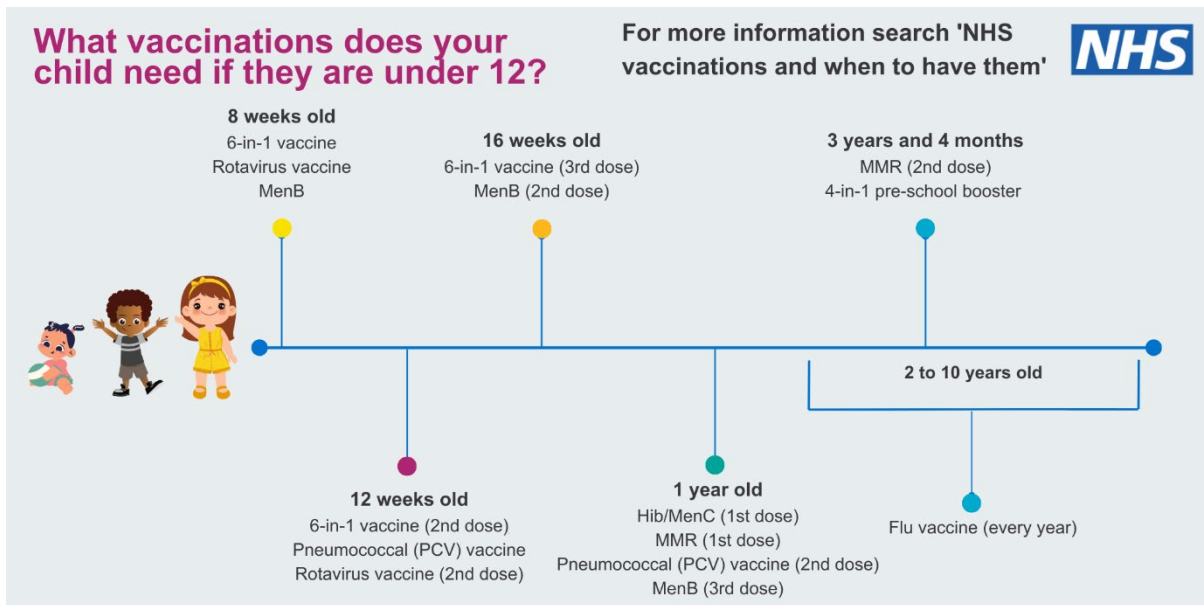 What vaccinations does your
child need if they are under 12?
For more information search 'NHS
vaccinations and when to have them'
NHS
8 weeks old
6-in-1 vaccine
Rotavirus vaccine
MenB
16 weeks old
6-in-1 vaccine (3rd dose)
MenB (2nd dose)
3 years and 4 months
MMR (2nd dose)
4-in-1 pre-school booster
2 to 10 years old
12 weeks old
6-in-1 vaccine (2nd dose)
Pneumococcal (PCV) vaccine
Rotavirus vaccine (2nd dose)
1 year old
Hib/MenC (1st dose)
MMR (1st dose)
Pneumococcal (PCV) vaccine (2nd dose)
MenB (3rd dose)
Flu vaccine (every year)